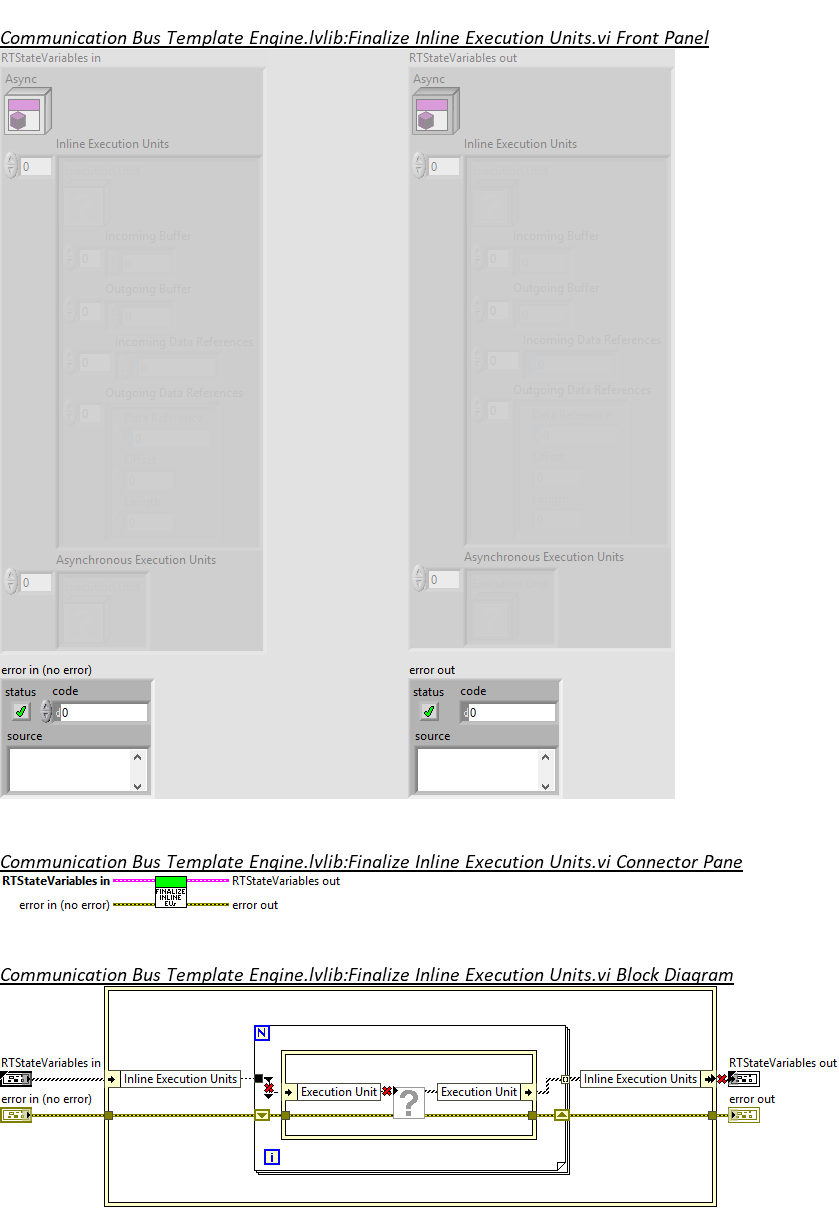 Communication Bus Template Engine.lvlib:Finalize Inline Execution Units.vi Front Panel
RTStateVariables in
RTStateVariables out
Async
Async
Inline Execution Units
Inline Execution Units
0
0
Incoming Buffer
Incoming Buffer
0
0
Outgoing Buffer
Outgoing Buffer
0
0
Incoming Data References
Incoming Data References
0
0
Outgoing Data References
Outgoing Data References
0
0
Asynchronous Execution Units
Asynchronous Execution Units
0
0
error in (no error)
error out
status code
status code
0
0
source
source
Communication Bus Template Engine.lvlib:Finalize Inline Execution Units.vi Connector Pane
RTStateVariables in
RTStateVariables out
FINALIZE
INLINE
EUs
error in (no error)
error out
Communication Bus Template Engine.lvlib:Finalize Inline Execution Units.vi Block Diagram
N
RTStateVariables in
RTStateVariables out
Inline Execution Units
Inline Execution Units
Execution Unit
?
Execution Unit
error in (no error)
error out
i